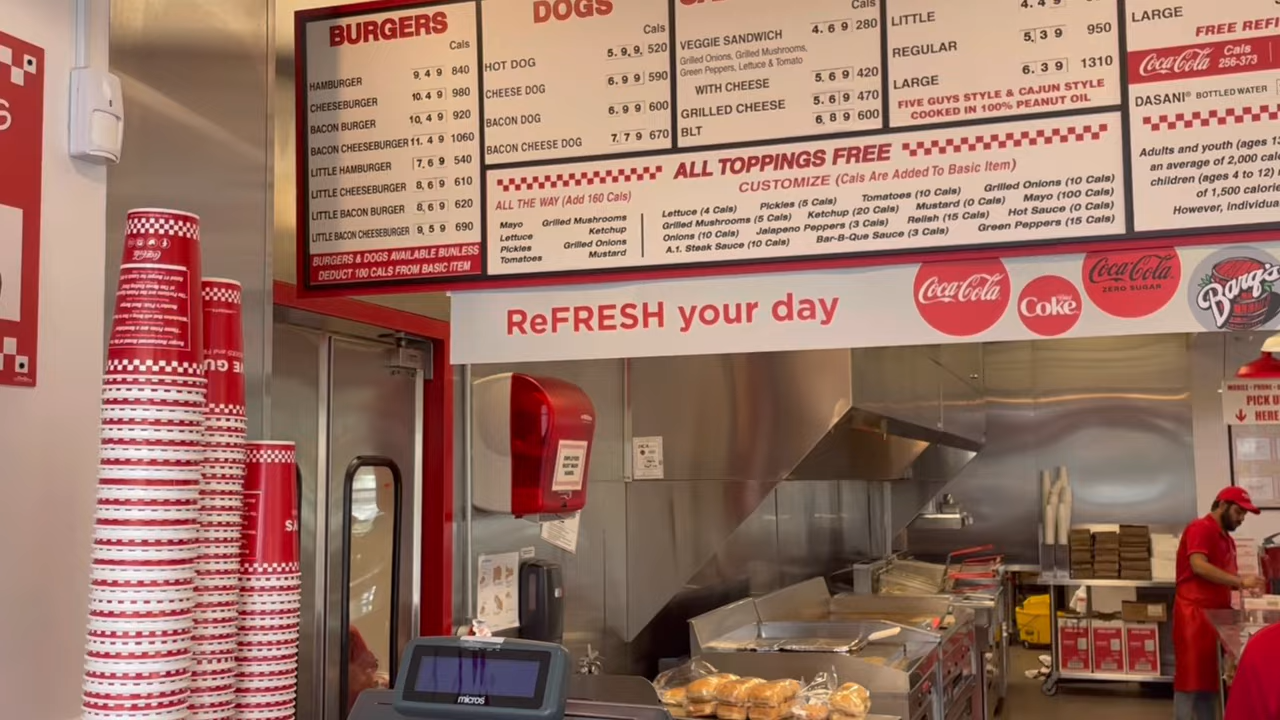 BURGERS
Cals
HAMBURGER 9.49 840
CHEESEBURGER 10.49 980
BACON BURGER 10.49 920
BACON CHEESEBURGER 11.49 1060
LITTLE HAMBURGER 7.69 540
LITTLE CHEESEBURGER 8.69 610
LITTLE BACON BURGER 8.69 620
LITTLE BACON CHEESEBURGER 9.59 690
BURGERS & DOGS AVAILABLE BUNLESS
DEDUCT 100 CALS FROM BASIC ITEM
DOGS
Cals
HOT DOG 5.99 520
CHEESE DOG 6.99 590
BACON DOG 6.99 600
BACON CHEESE DOG 7.79 670
Cals
VEGGIE SANDWICH 4.69 280
Grilled Onions, Grilled Mushrooms,
Green Peppers, Lettuce & Tomato
WITH CHEESE 5.69 420
GRILLED CHEESE 5.69 470
BLT 6.89 600
LITTLE 4.49
REGULAR 5.39 950
LARGE 6.39 1310
FIVE GUYS STYLE & CAJUN STYLE
COOKED IN 100% PEANUT OIL
LARGE
FREE REFI
Coca-Cola Cals
256-373
DASANI® BOTTLED WATER
Adults and youth (ages 13
an average of 2,000 calo
children (ages 4 to 12) n
of 1,500 calori
However, individua
ALL TOPPINGS FREE
CUSTOMIZE (Cals Are Added To Basic Item)
ALL THE WAY (Add 160 Cals)
Mayo Grilled Mushrooms
Lettuce Ketchup
Pickles Grilled Onions
Tomatoes Mustard
Lettuce (4 Cals) Pickles (5 Cals) Tomatoes (10 Cals) Grilled Onions (10 Cals)
Grilled Mushrooms (5 Cals) Ketchup (20 Cals) Mustard (0 Cals) Mayo (100 Cals)
Onions (10 Cals) Jalapeno Peppers (3 Cals) Relish (15 Cals) Hot Sauce (0 Cals)
A.1. Steak Sauce (10 Cals) Bar-B-Que Sauce (3 Cals) Green Peppers (15 Cals)
ReFRESH your day
Coca-Cola
Coke
Coca-Cola
ZERO SUGAR
Barq's
PICK U
HERE
micros